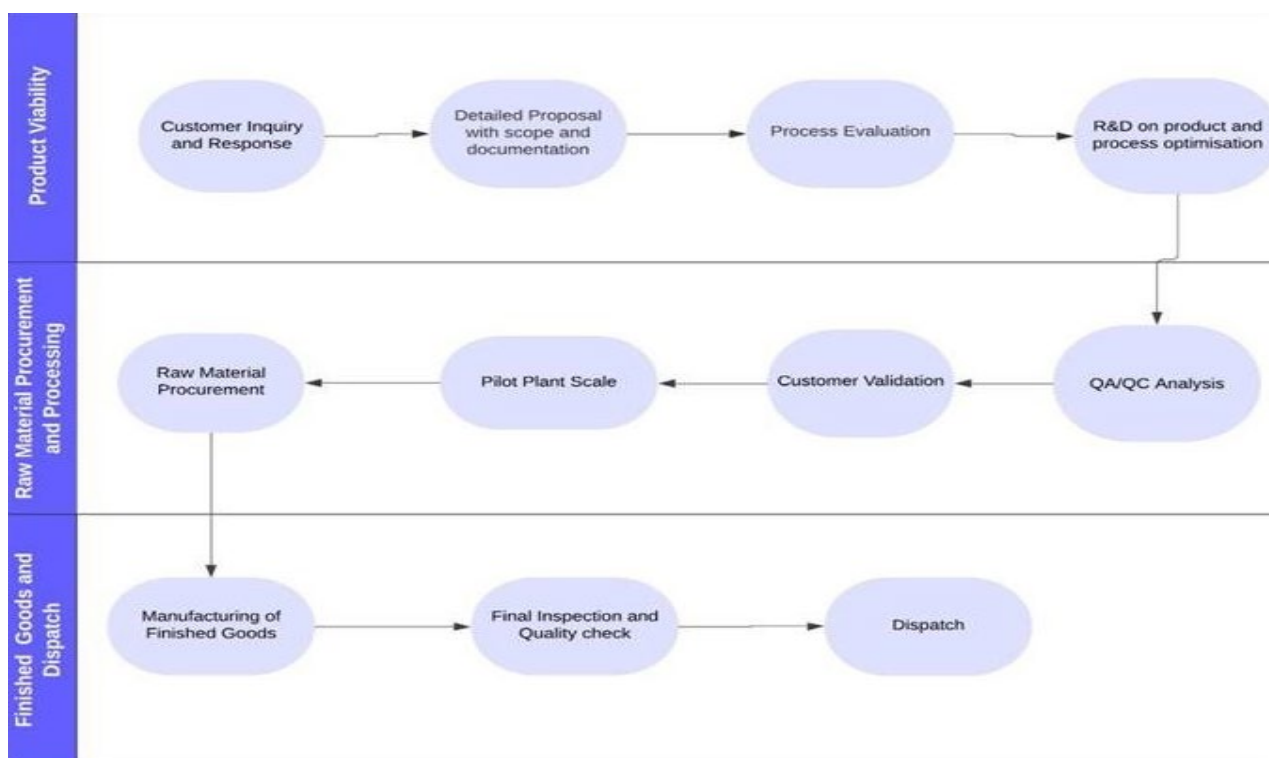 Product Viability
Customer Inquiry
and Response
Detailed Proposal
with scope and
documentation
Process Evaluation
R&D on product and
process optimisation
Raw Material Procurement
and Processing
Raw Material
Procurement
Pilot Plant Scale
Customer Validation
QA/QC Analysis
Finished Goods and
Dispatch
Manufacturing of
Finished Goods
Final Inspection and
Quality check
Dispatch